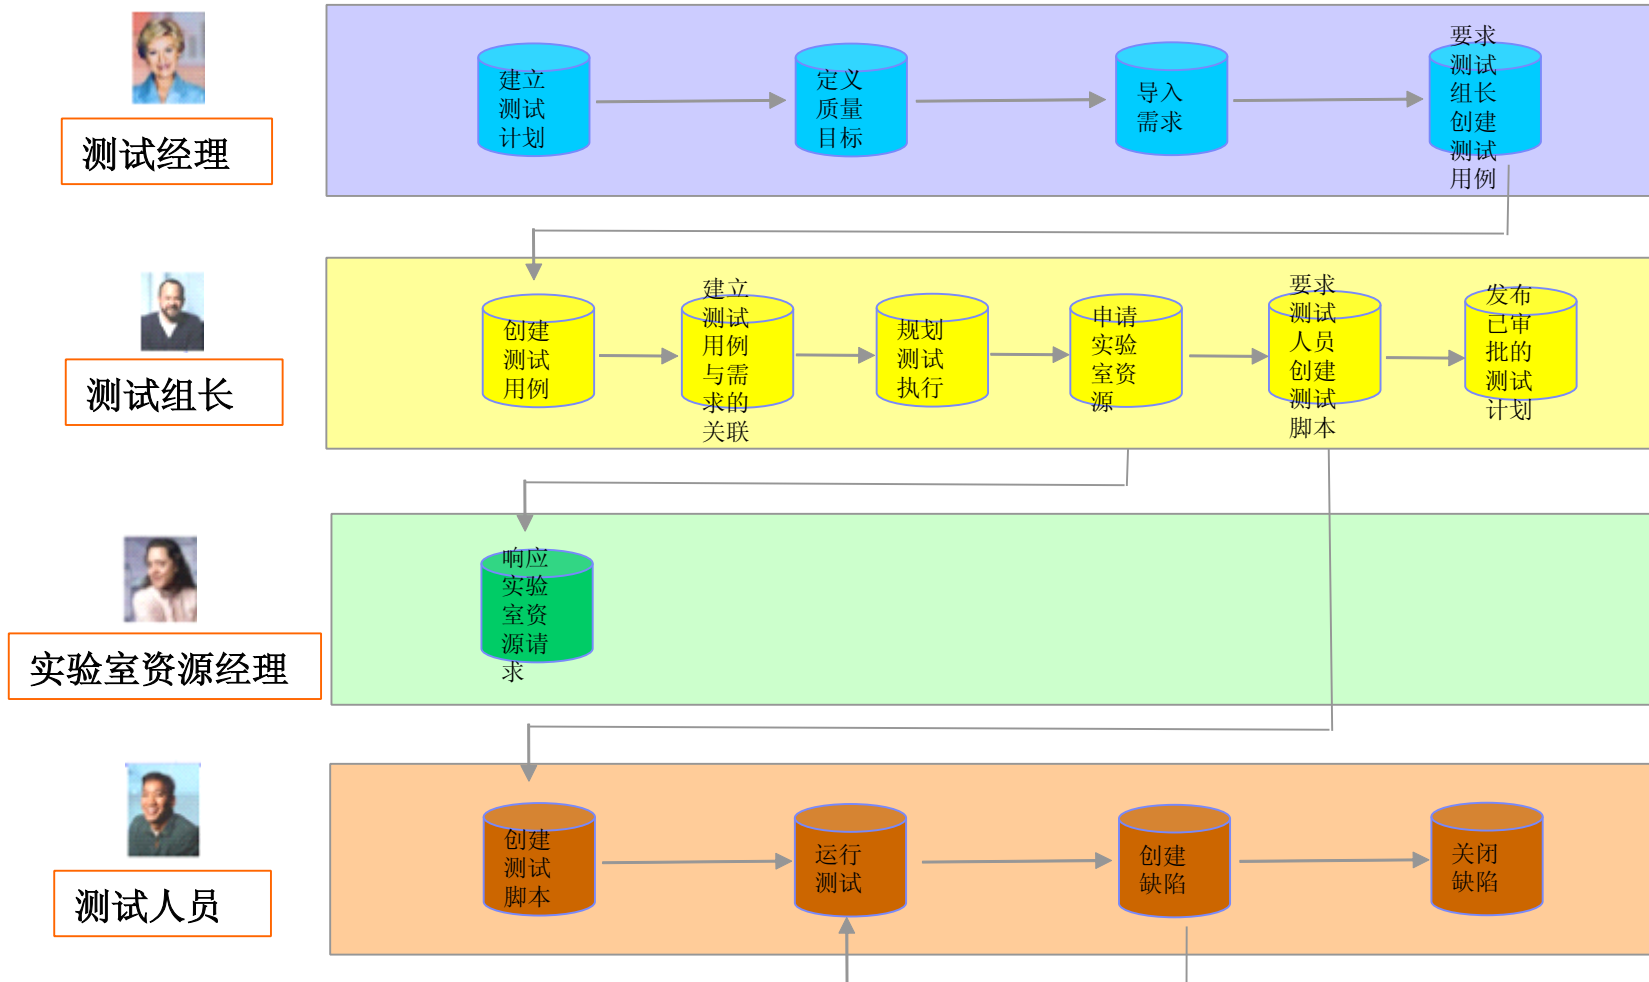 测试经理
建立
测试
计划
定义
质量
目标
导入
需求
要求
测试
组长
创建
测试
用例
测试组长
创建
测试
用例
建立
测试
用例
与需
求的
关联
规划
测试
执行
申请
实验
室资
源
要求
测试
人员
创建
测试
脚本
发布
已审
批的
测试
计划
实验室资源经理
响应
实验
室资
源请
求
测试人员
创建
测试
脚本
运行
测试
创建
缺陷
关闭
缺陷